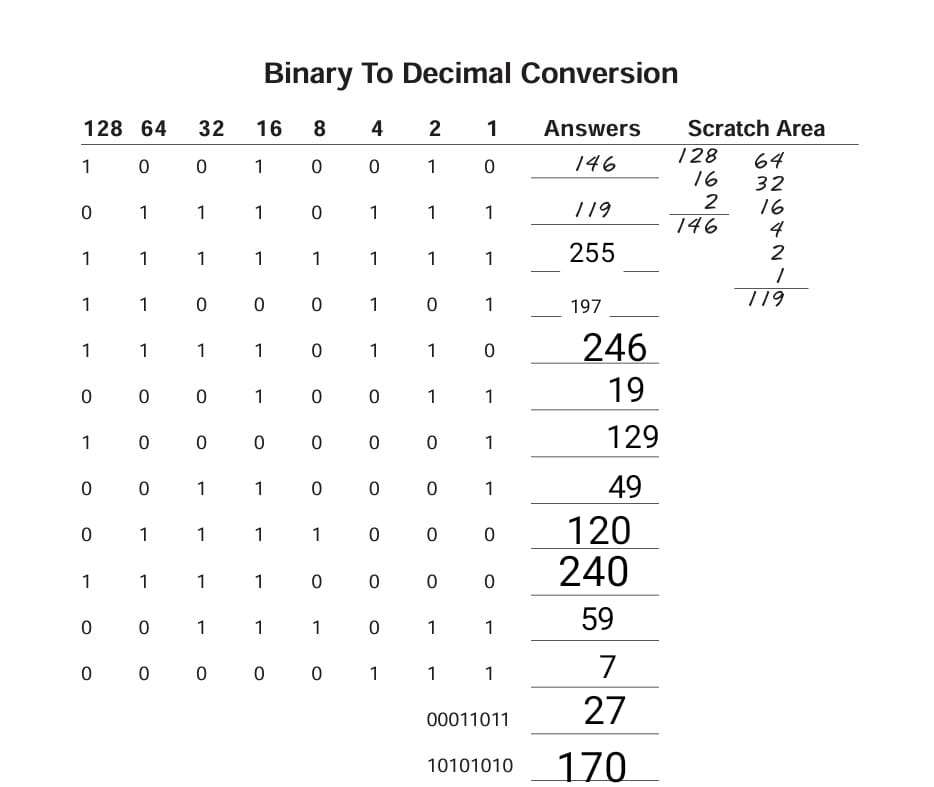 Binary To Decimal Conversion
128 64 32 16 8 4 2 1 Answers Scratch Area
1 0 0 1 0 0 1 0 146 128 64
16 32
0 1 1 1 0 1 1 1 119 2 16
146 4
1 1 1 1 1 1 1 1 255 2
1
1 1 0 0 0 1 0 1 197 119
1 1 1 1 0 1 1 0 246
0 0 0 1 0 0 1 1 19
1 0 0 0 0 0 0 1 129
0 0 1 1 0 0 0 1 49
0 1 1 1 1 0 0 0 120
1 1 1 1 0 0 0 0 240
0 0 1 1 1 0 1 1 59
0 0 0 0 0 1 1 1 7
00011011 27
10101010 170